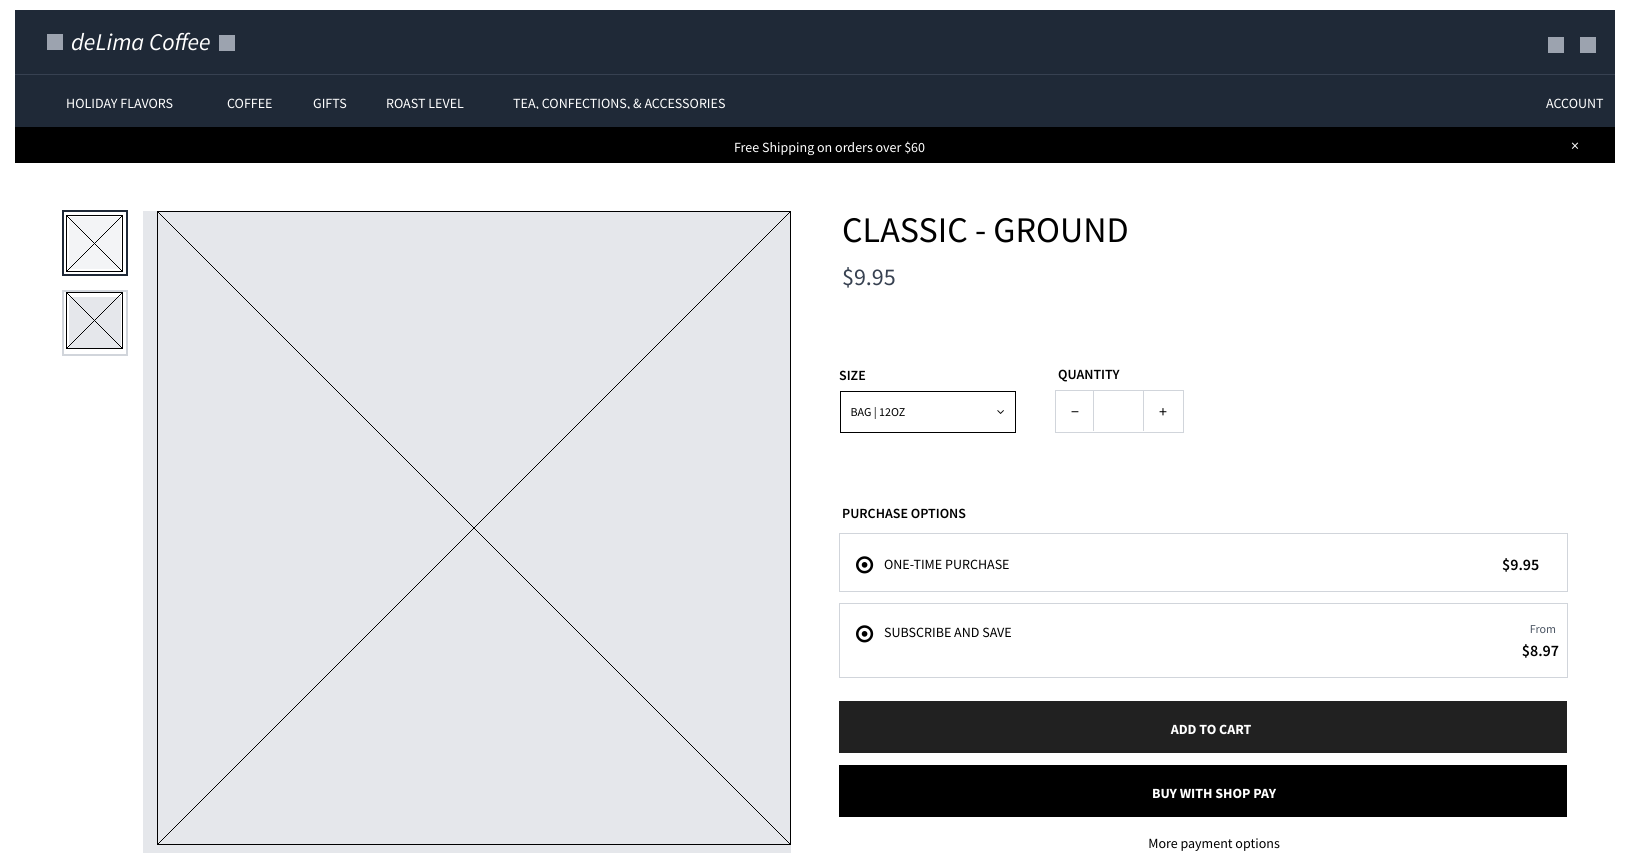 deLima Coffee
HOLIDAY FLAVORS COFFEE GIFTS ROAST LEVEL TEA, CONFECTIONS, & ACCESSORIES ACCOUNT
Free Shipping on orders over $60 ×
CLASSIC - GROUND
$9.95
SIZE QUANTITY
BAG | 12OZ − +
PURCHASE OPTIONS
ONE-TIME PURCHASE $9.95
SUBSCRIBE AND SAVE From
$8.97
ADD TO CART
BUY WITH SHOP PAY
More payment options